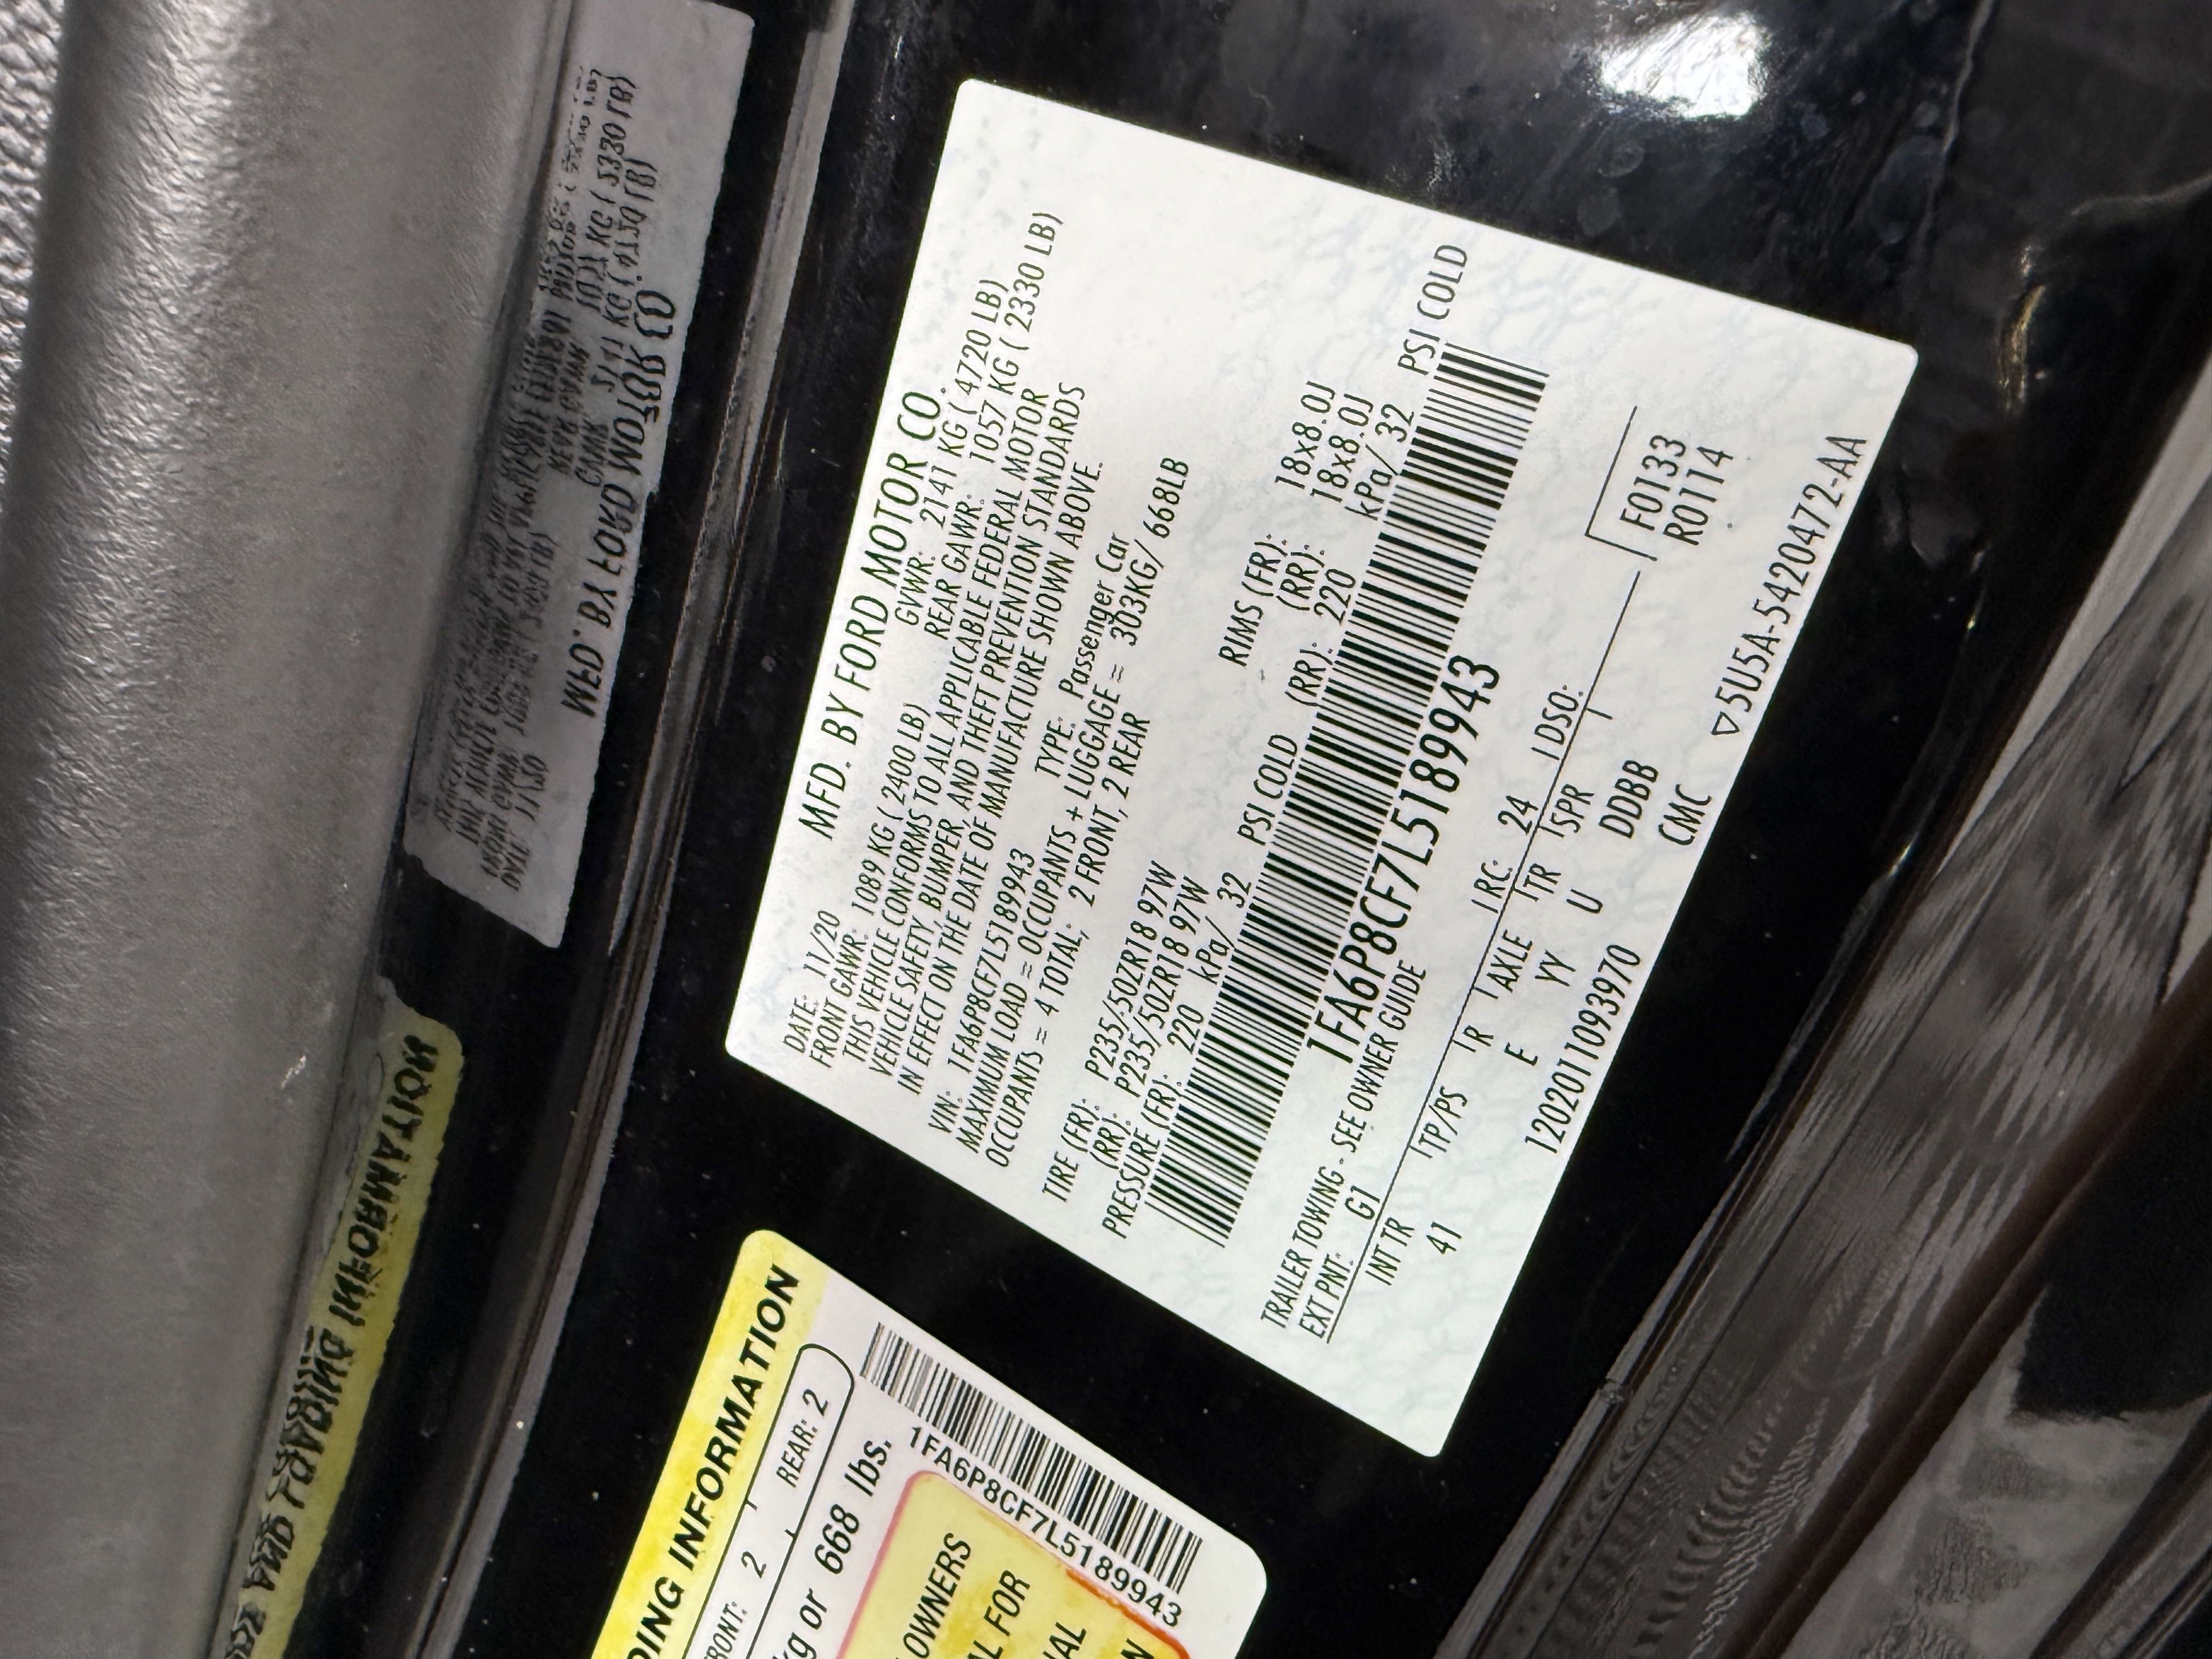 MFD. BY FORD MOTOR CO.
DATE: 11/20 GVWR: 2141 KG ( 4720 LB)
FRONT GAWR: 1089 KG ( 2400 LB) REAR GAWR: 1057 KG ( 2330 LB)
THIS VEHICLE CONFORMS TO ALL APPLICABLE FEDERAL MOTOR
VEHICLE SAFETY, BUMPER, AND THEFT PREVENTION STANDARDS
IN EFFECT ON THE DATE OF MANUFACTURE SHOWN ABOVE.
VIN: 1FA6P8CF7L5189943 TYPE: Passenger Car
MAXIMUM LOAD = OCCUPANTS + LUGGAGE = 303KG/ 668LB
OCCUPANTS = 4 TOTAL; 2 FRONT, 2 REAR
TIRE (FR): P235/50ZR18 97W RIMS (FR): 18x8.0J
(RR): P235/50ZR18 97W (RR): 18x8.0J
PRESSURE (FR): 220 kPa/ 32 PSI COLD (RR): 220 kPa/ 32 PSI COLD
1FA6P8CF7L5189943
TRAILER TOWING - SEE OWNER GUIDE
EXT PNT: G1 RC: 24 DSO:
INT TR TP/PS R AXLE TR SPR
41 E YY U DDBB
F0133
R0114
12020110993970 CMC
▽5U5A-5420472-AA
DING INFORMATION
FRONT: 2 REAR: 2
kg or 668 lbs.
1FA6P8CF7L5189943
OWNERS
AL FOR
NAL
N